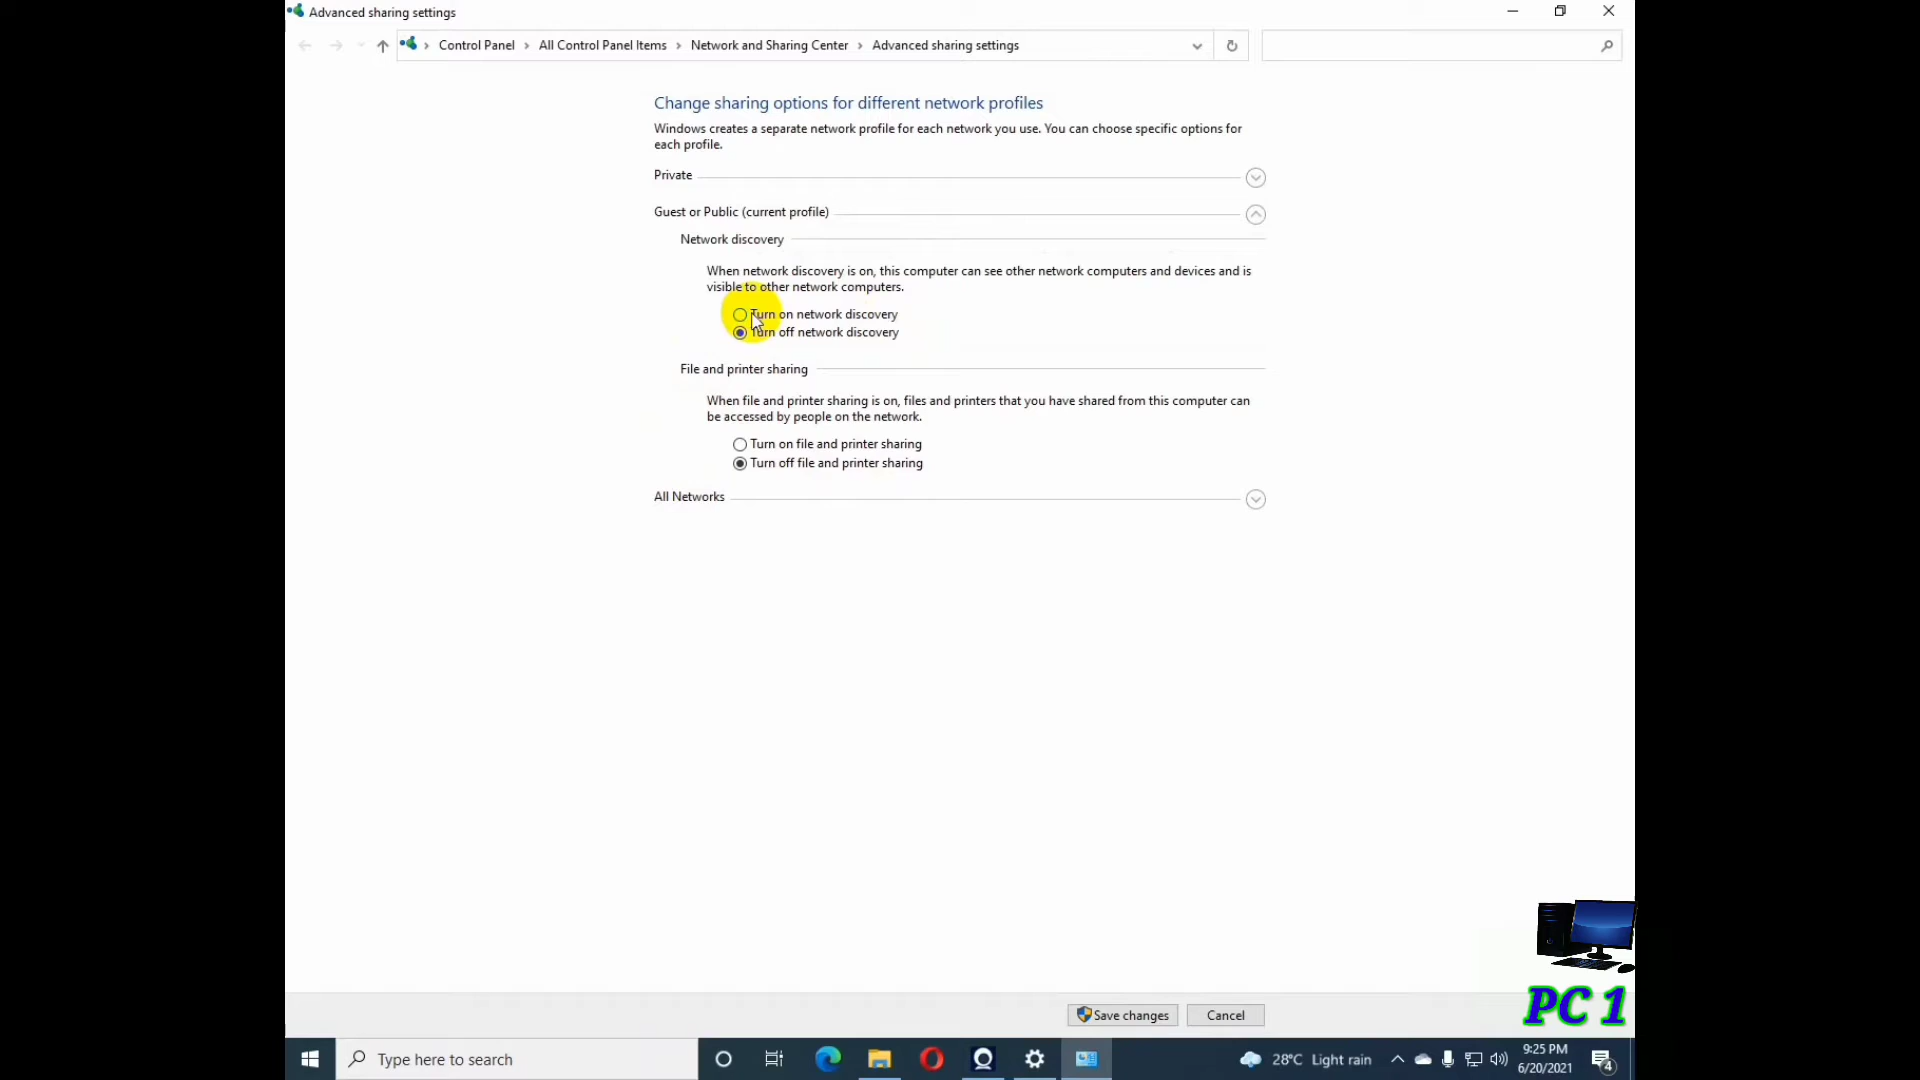 Advanced sharing settings
Control Panel > All Control Panel Items > Network and Sharing Center > Advanced sharing settings
Change sharing options for different network profiles
Windows creates a separate network profile for each network you use. You can choose specific options for
each profile.
Private
Guest or Public (current profile)
Network discovery
When network discovery is on, this computer can see other network computers and devices and is
visible to other network computers.
Turn on network discovery
Turn off network discovery
File and printer sharing
When file and printer sharing is on, files and printers that you have shared from this computer can
be accessed by people on the network.
Turn on file and printer sharing
Turn off file and printer sharing
All Networks
Save changes
Cancel
PC 1
Type here to search
28°C Light rain
9:25 PM
6/20/2021
4